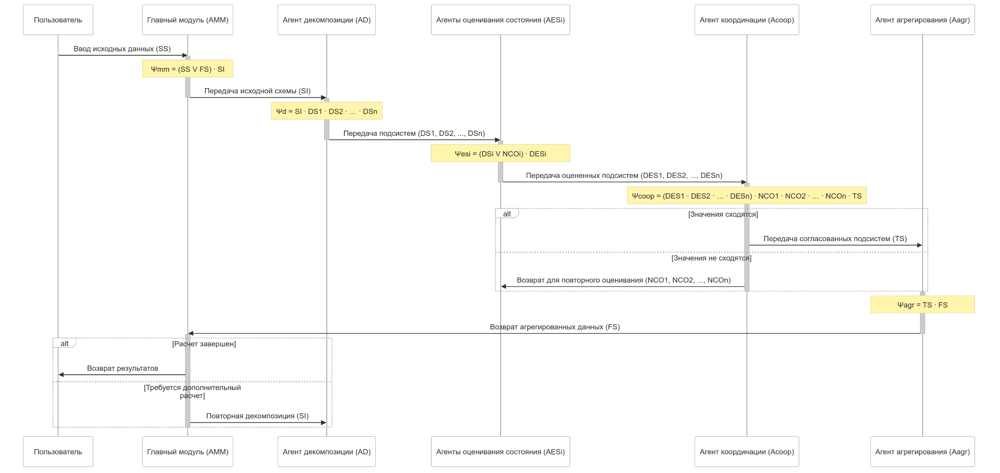 Пользователь
Главный модуль (AMM)
Агент декомпозиции (AD)
Агенты оценивания состояния (AESi)
Агент координации (Acoop)
Агент агрегирования (Aagr)
Ввод исходных данных (SS)
Ψmm = (SS V FS) · SI
Передача исходной схемы (SI)
Ψd = SI · DS1 · DS2 · … · DSn
Передача подсистем (DS1, DS2, ..., DSn)
Ψesi = (DSi V NCOi) · DESi
Передача оцененных подсистем (DES1, DES2, ..., DESn)
Ψcoop = (DES1 · DES2 · … · DESn) · NCO1 · NCO2 · … · NCOn · TS
alt
[Значения сходятся]
Передача согласованных подсистем (TS)
[Значения не сходятся]
Возврат для повторного оценивания (NCO1, NCO2, ..., NCOn)
Ψagr = TS · FS
Возврат агрегированных данных (FS)
alt
[Расчет завершен]
Возврат результатов
[Требуется дополнительный
расчет]
Повторная декомпозиция (SI)
Пользователь
Главный модуль (AMM)
Агент декомпозиции (AD)
Агенты оценивания состояния (AESi)
Агент координации (Acoop)
Агент агрегирования (Aagr)